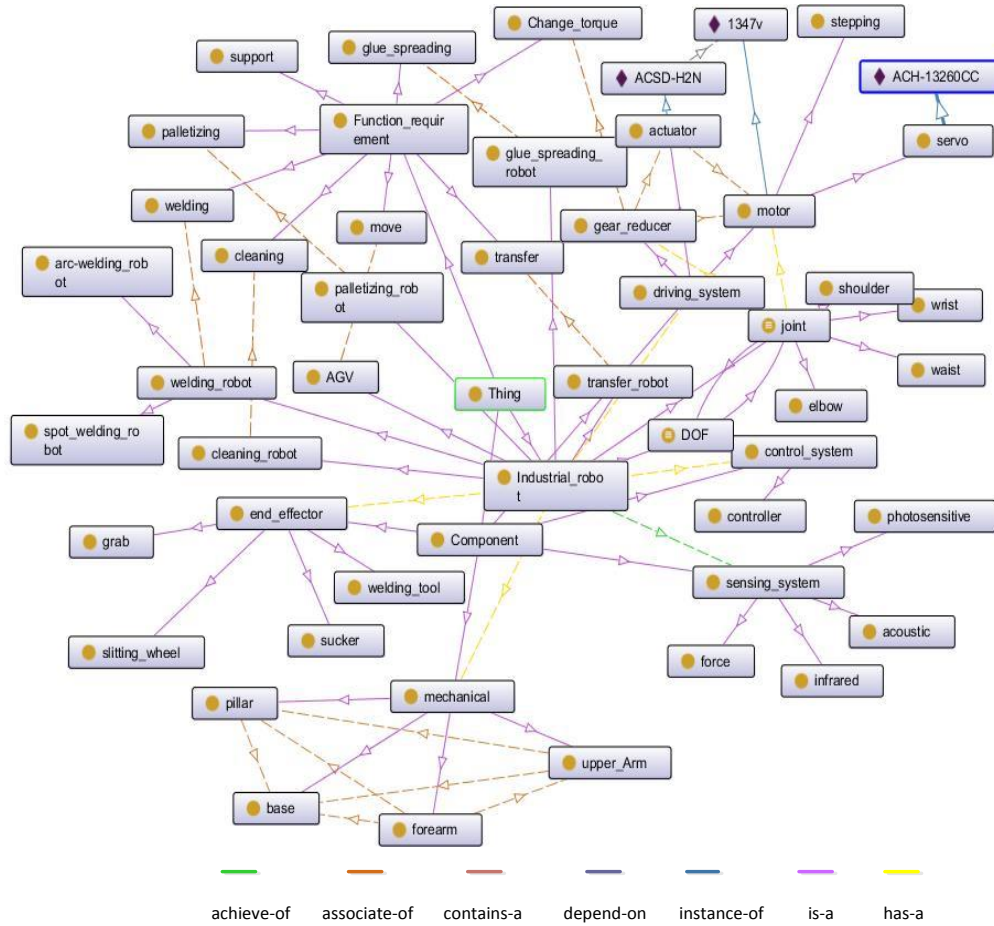 Change_torque
1347v
stepping
glue_spreading
support
ACSD-H2N
ACH-13260CC
Function_requir
ement
palletizing
actuator
servo
glue_spreading_
robot
welding
move
gear_reducer
motor
cleaning
transfer
arc-welding_rob
ot
palletizing_rob
ot
driving_system
shoulder
wrist
joint
welding_robot
AGV
Thing
transfer_robot
waist
elbow
spot_welding_ro
bot
cleaning_robot
DOF
control_system
Industrial_robo
t
end_effector
controller
photosensitive
grab
Component
welding_tool
sensing_system
slitting_wheel
sucker
force
acoustic
infrared
pillar
mechanical
upper_Arm
base
forearm
achieve-of associate-of contains-a depend-on instance-of is-a has-a